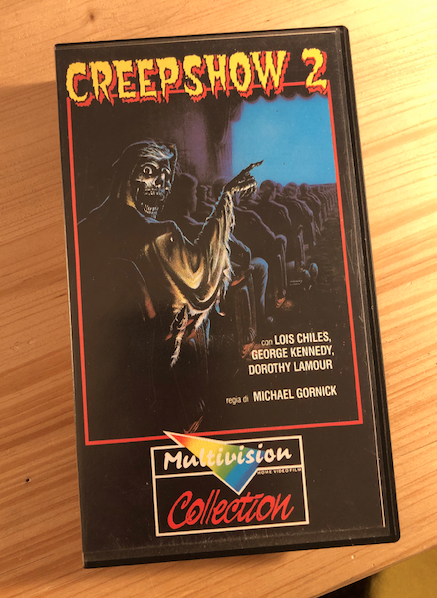 CREEPSHOW 2
con LOIS CHILES,
GEORGE KENNEDY,
DOROTHY LAMOUR
regia di MICHAEL GORNICK
Multivision
HOME VIDEO FILM
Collection